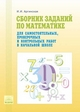 СБОРНИК ЗАДАНИЙ
ПО МАТЕМАТИКЕ
ДЛЯ САМОСТОЯТЕЛЬНЫХ, ПРОВЕРОЧНЫХ
И КОНТРОЛЬНЫХ РАБОТ
В НАЧАЛЬНОЙ ШКОЛЕ